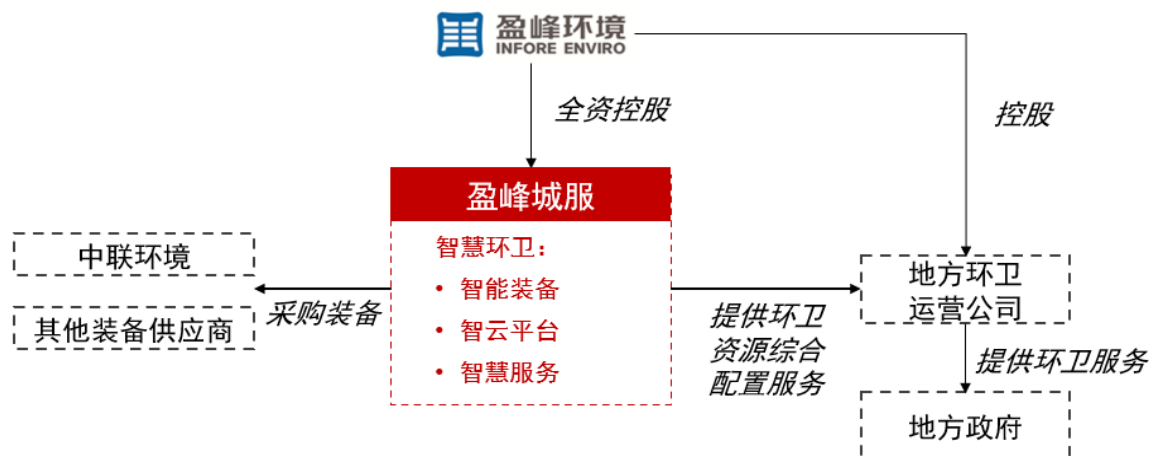 盈峰环境
INFORE ENVIRO
全资控股
控股
盈峰城服
智慧环卫：
• 智能装备
• 智云平台
• 智慧服务
中联环境
其他装备供应商
采购装备
提供环卫
资源综合
配置服务
地方环卫
运营公司
提供环卫服务
地方政府